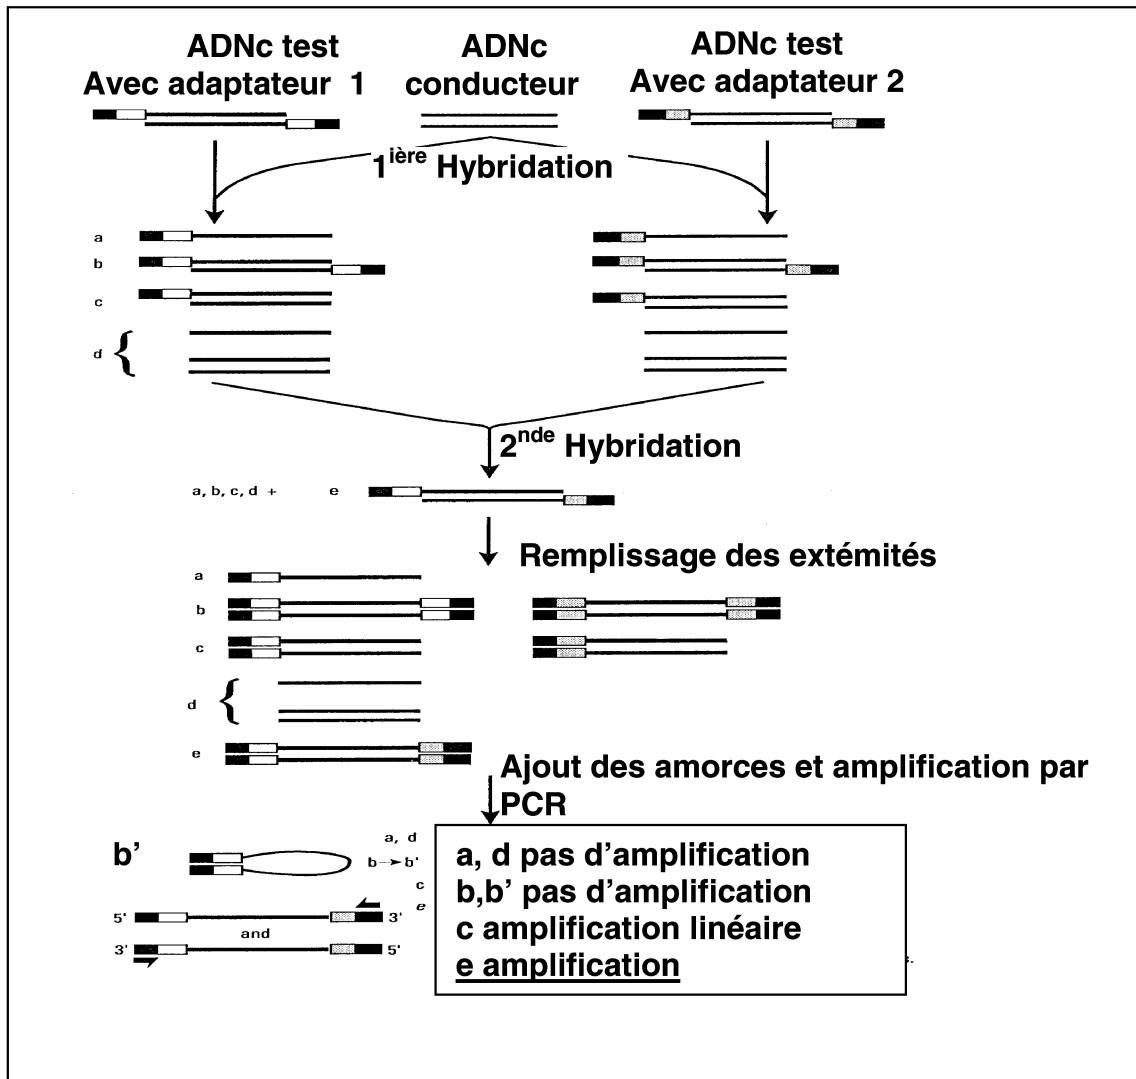 ADNc test
Avec adaptateur 1
ADNc
conducteur
ADNc test
Avec adaptateur 2
1ière Hybridation
a
b
c
d {
2nde Hybridation
a, b, c, d + e
Remplissage des extémités
a
b
c
d {
e
Ajout des amorces et amplification par
PCR
b'
a, d
b → b'
c
e
5' 3'
and
3' 5'
a, d pas d'amplification
b,b' pas d'amplification
c amplification linéaire
e amplification